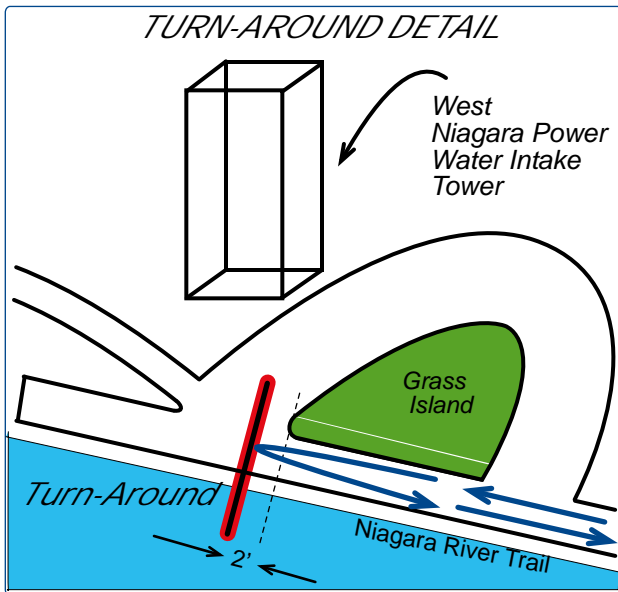 TURN-AROUND DETAIL
West
Niagara Power
Water Intake
Tower
Grass
Island
Turn-Around
Niagara River Trail
2'